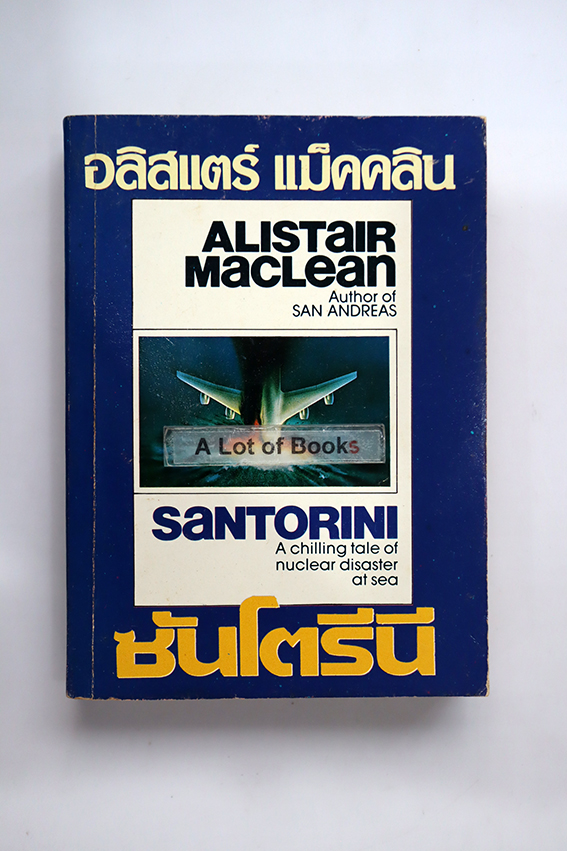 อลิสแตร์ แม็คคลิน
ALISTaIR
MacLean
Author of
SAN ANDREAS
A Lot of Books
SaNTORINI
A chilling tale of
nuclear disaster
at sea
ซันโตรีนี